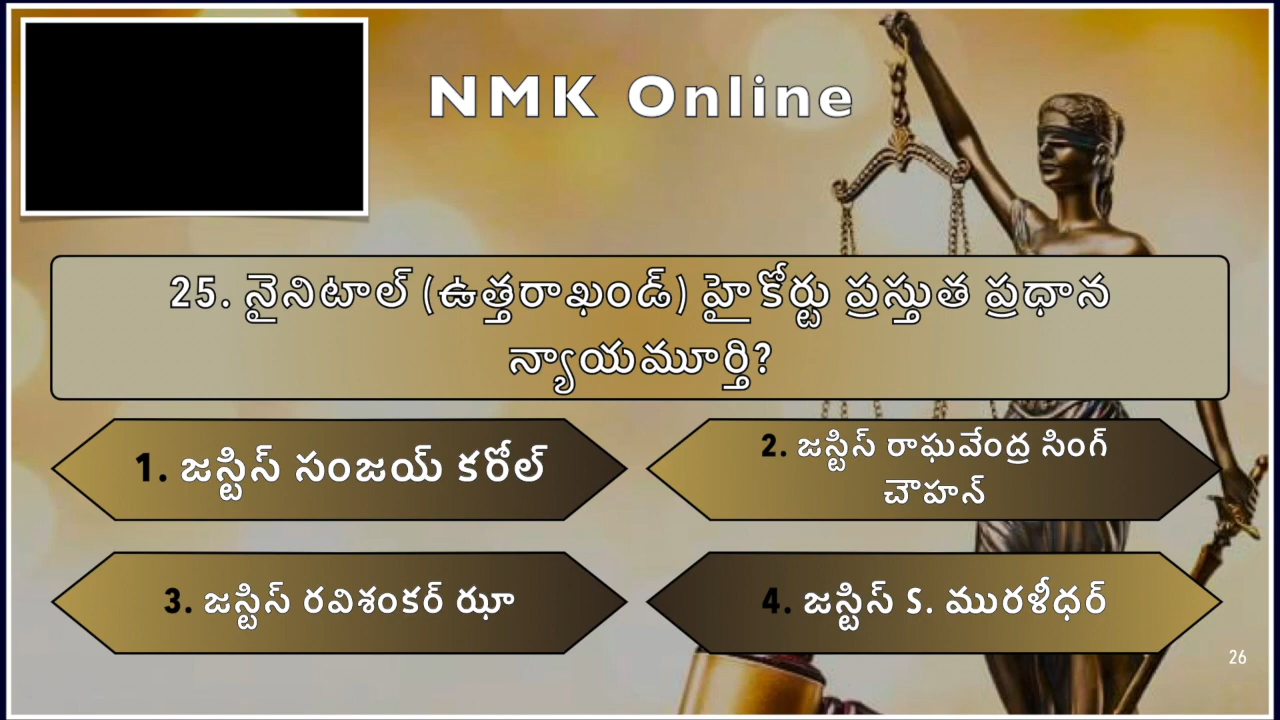 NMK Online
25. నైనిటాల్ (ఉత్తరాఖండ్) హైకోర్టు ప్రస్తుత ప్రధాన
న్యాయమూర్తి?
1. జస్టిస్ సంజయ్ కరోల్
2. జస్టిస్ రాఘవేంద్ర సింగ్
చౌహన్
3. జస్టిస్ రవిశంకర్ ఝా
4. జస్టిస్ S. మురళీధర్
26